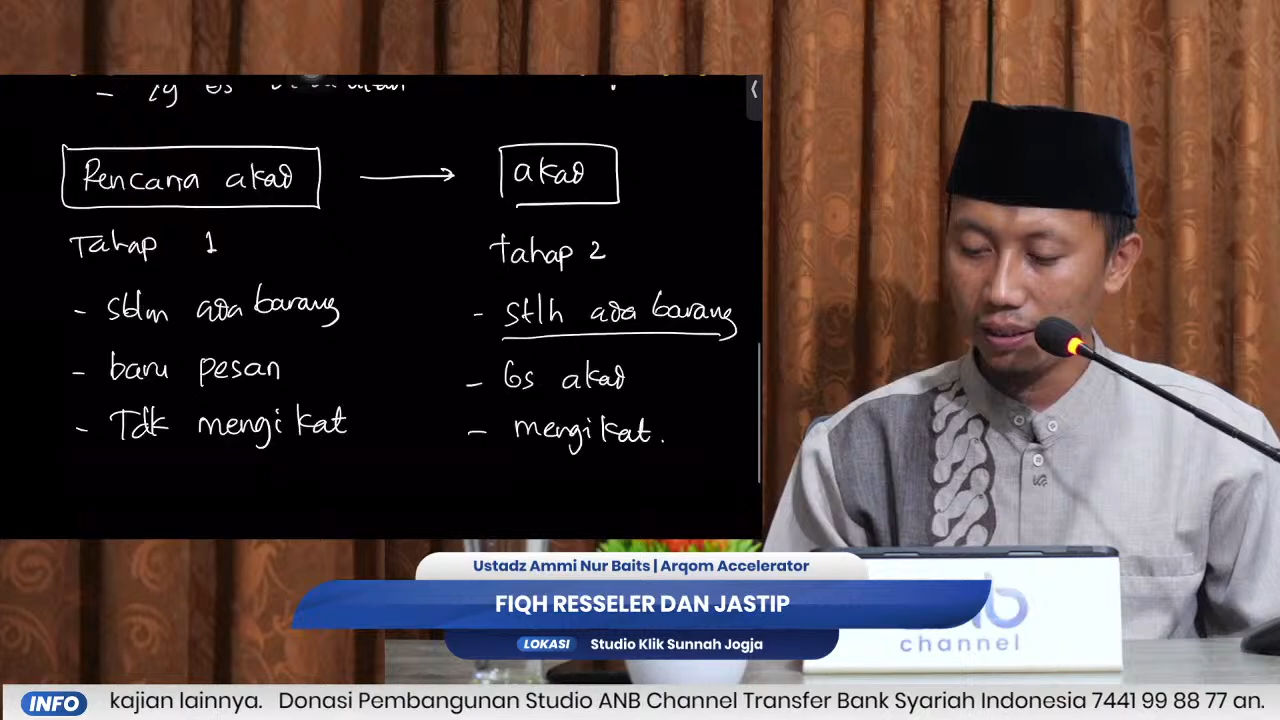 Rencana akad
akad
Tahap 1
tahap 2
- sblm ada barang
- stlh ada barang
- baru pesan
- bs akad
- Tdk mengikat
- mengikat.
Ustadz Ammi Nur Baits | Arqom Accelerator
FIQH RESSELER DAN JASTIP
LOKASI Studio Klik Sunnah Jogja
channel
INFO kajian lainnya. Donasi Pembangunan Studio ANB Channel Transfer Bank Syariah Indonesia 7441 99 88 77 an.